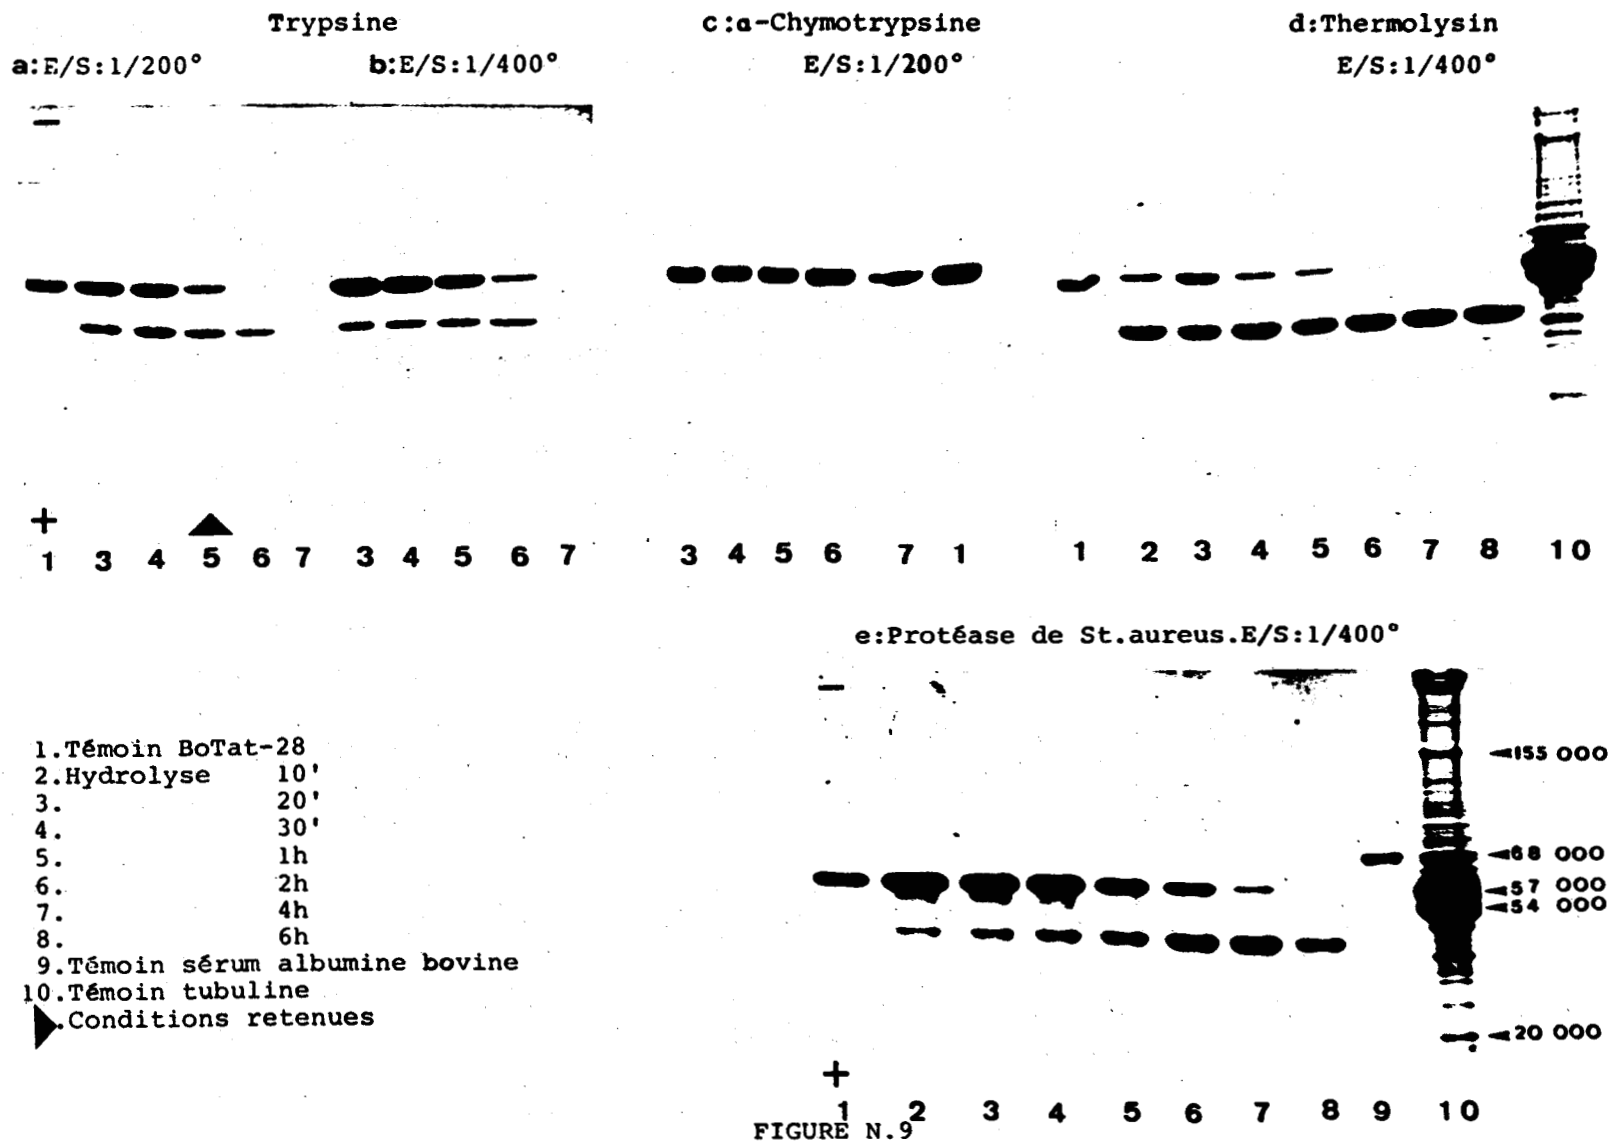 Trypsine
c:α-Chymotrypsine
d:Thermolysin
a:E/S:1/200°
b:E/S:1/400°
E/S:1/200°
E/S:1/400°
+
1 3 4 5 6 7 3 4 5 6 7
3 4 5 6 7 1
1 2 3 4 5 6 7 8 10
e:Protéase de St.aureus.E/S:1/400°
155 000
68 000
57 000
54 000
20 000
1.Témoin BoTat-28
2.Hydrolyse 10'
3. 20'
4. 30'
5. 1h
6. 2h
7. 4h
8. 6h
9.Témoin sérum albumine bovine
10.Témoin tubuline
.Conditions retenues
+
1 2 3 4 5 6 7 8 9 10
FIGURE N.9